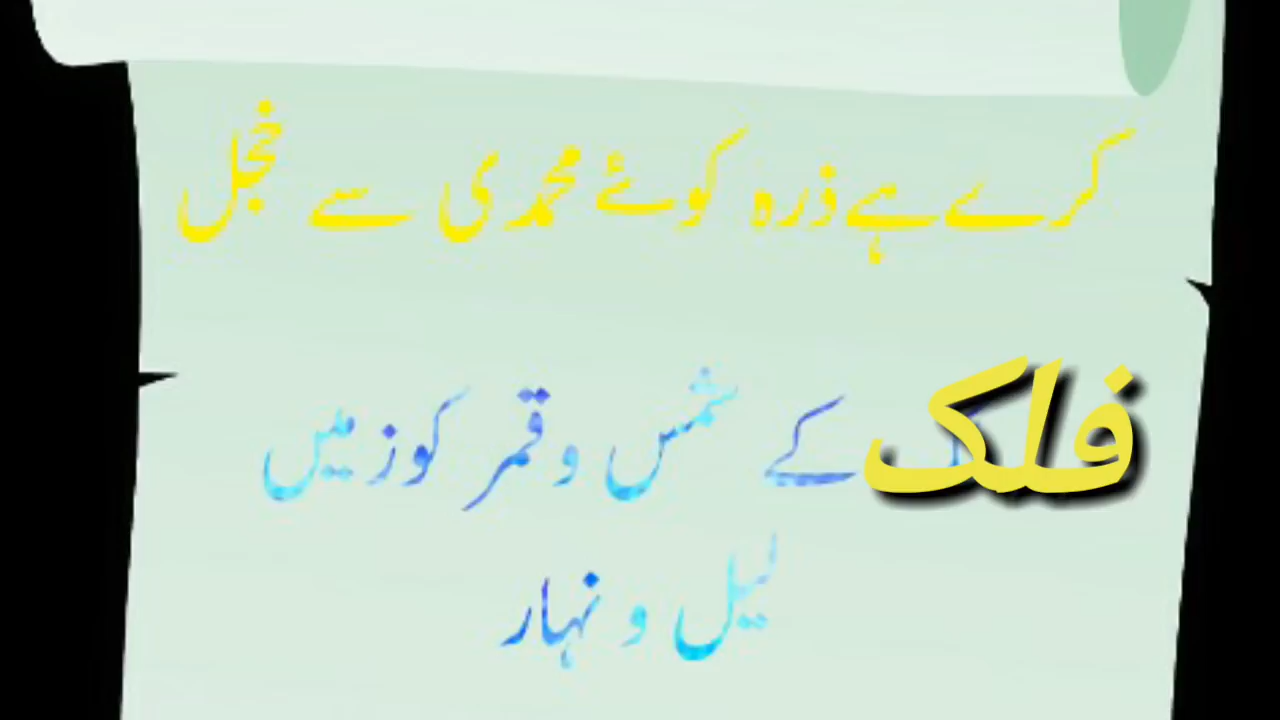 کرے ہے ذرہ کوئے محمدی سے خجل
فلک کے شمس و قمر کو زمیں
لیل و نہار